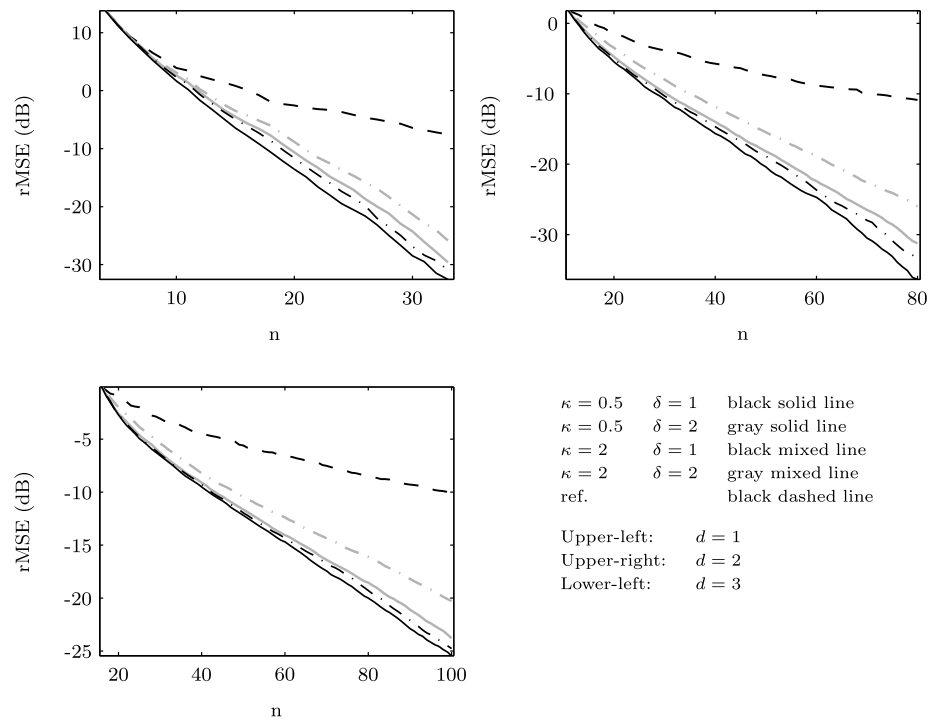 10
0
-10
-20
-30
rMSE (dB)
10 20 30
n
0
-10
-20
-30
rMSE (dB)
20 40 60 80
n
-5
-10
-15
-20
-25
rMSE (dB)
20 40 60 80 100
n
κ = 0.5 δ = 1 black solid line
κ = 0.5 δ = 2 gray solid line
κ = 2 δ = 1 black mixed line
κ = 2 δ = 2 gray mixed line
ref. black dashed line
Upper-left: d = 1
Upper-right: d = 2
Lower-left: d = 3